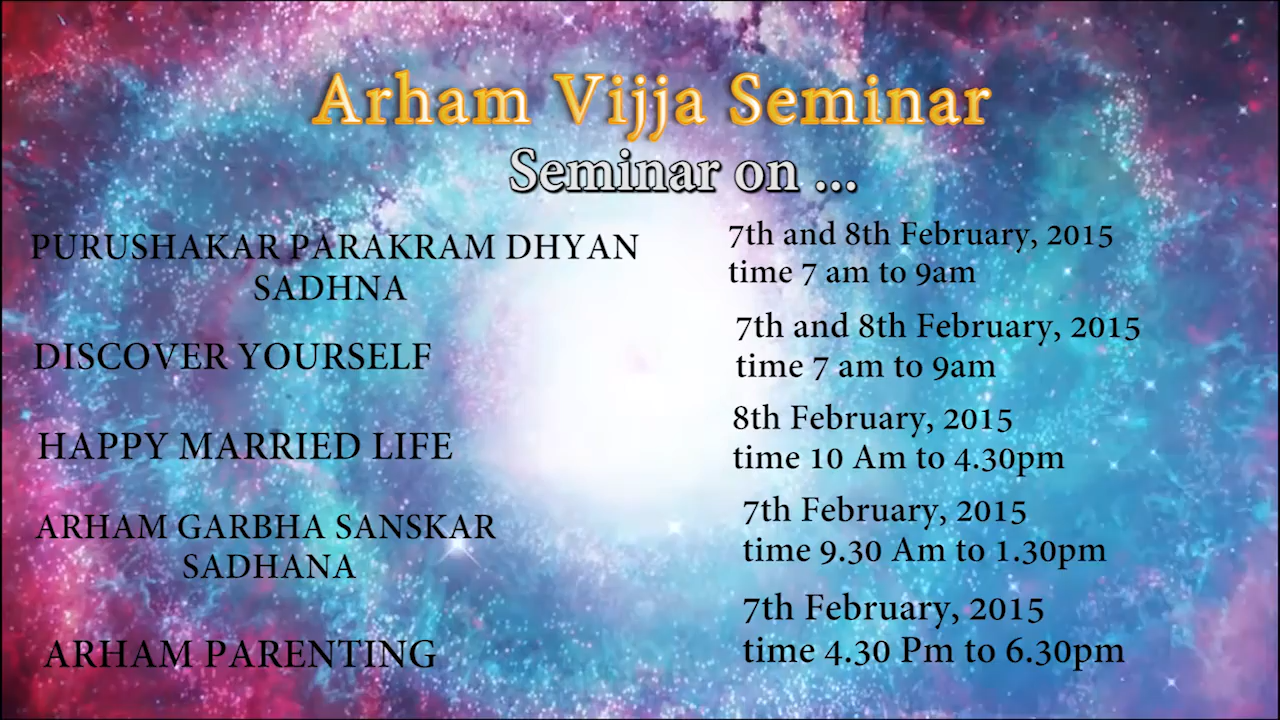 Arham Vijja Seminar
Seminar on ...
PURUSHAKAR PARAKRAM DHYAN
SADHNA
7th and 8th February, 2015
time 7 am to 9am
DISCOVER YOURSELF
7th and 8th February, 2015
time 7 am to 9am
HAPPY MARRIED LIFE
8th February, 2015
time 10 Am to 4.30pm
ARHAM GARBHA SANSKAR
SADHANA
7th February, 2015
time 9.30 Am to 1.30pm
ARHAM PARENTING
7th February, 2015
time 4.30 Pm to 6.30pm